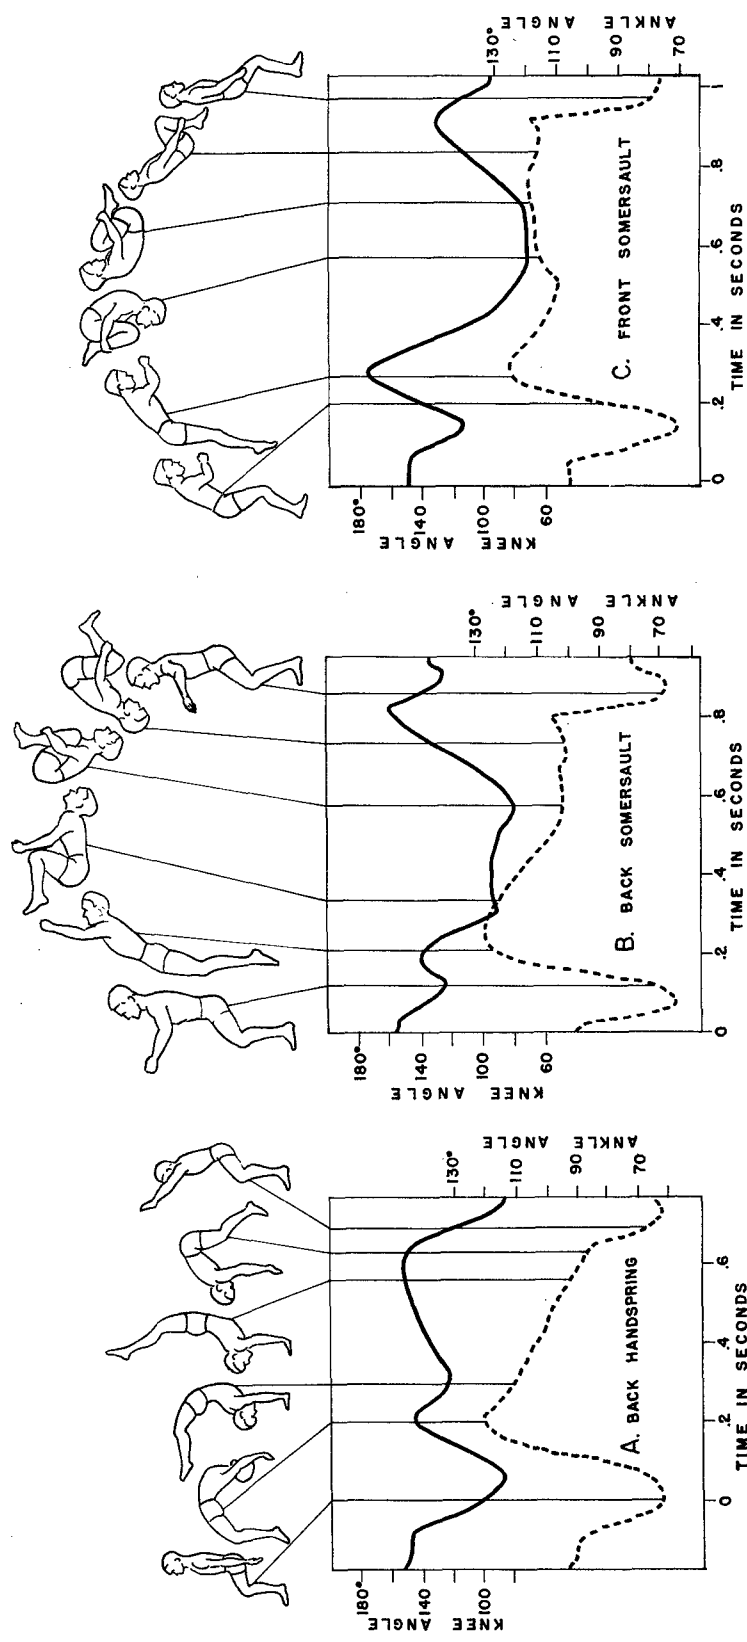 180°
140
100
KNEE
ANGLE
130°
110
90
70
ANKLE
ANGLE
A. BACK HANDSPRING
0
.2
.4
.6
TIME IN SECONDS
180°
140
100
60
KNEE
ANGLE
130°
110
90
70
ANKLE
ANGLE
B. BACK SOMERSAULT
0
.2
.4
.6
.8
TIME IN SECONDS
180°
140
100
60
KNEE
ANGLE
130°
110
90
70
ANKLE
ANGLE
C. FRONT SOMERSAULT
0
.2
.4
.6
.8
1
TIME IN SECONDS